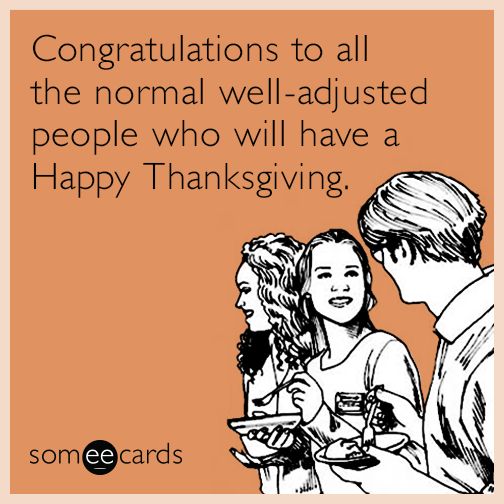 Congratulations to all
the normal well-adjusted
people who will have a
Happy Thanksgiving.
someecards